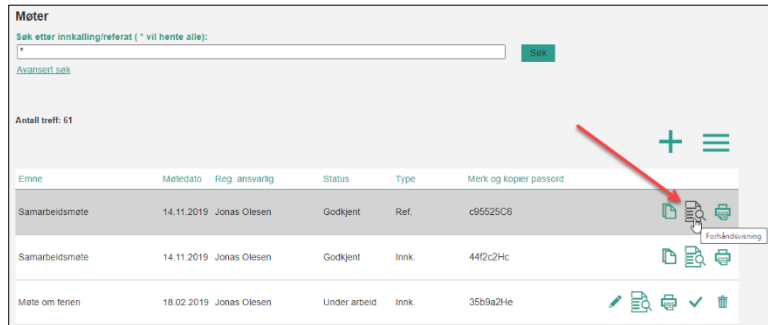 Møter
Søk etter innkalling/referat ( * vil hente alle):
*
Søk
Avansert søk
Antall treff: 61
Emne Møtedato Reg. ansvarlig Status Type Merk og kopier passord
Samarbeidsmøte 14.11.2019 Jonas Olesen Godkjent Ref. c95525C6
Forhåndsvisning
Samarbeidsmøte 14.11.2019 Jonas Olesen Godkjent Innk. 44f2c2Hc
Møte om ferien 18.02.2019 Jonas Olesen Under arbeid Innk. 35b9a2He